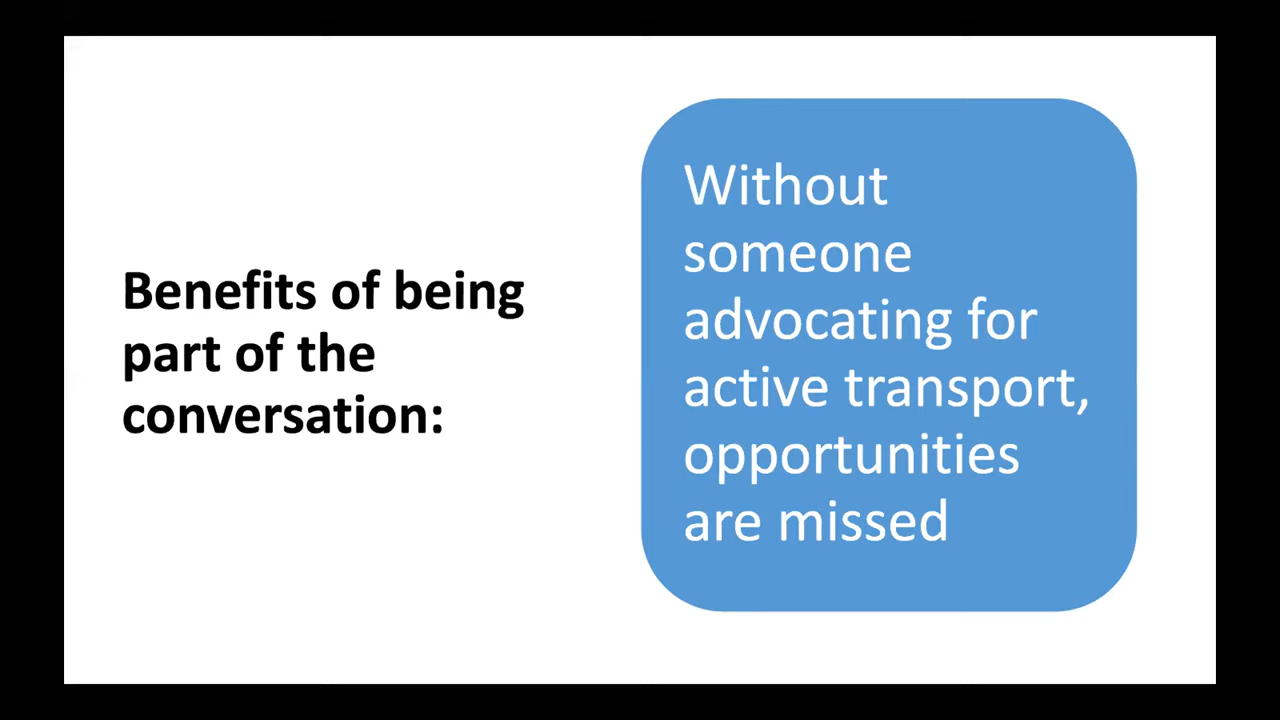 Benefits of being
part of the
conversation:
Without
someone
advocating for
active transport,
opportunities
are missed